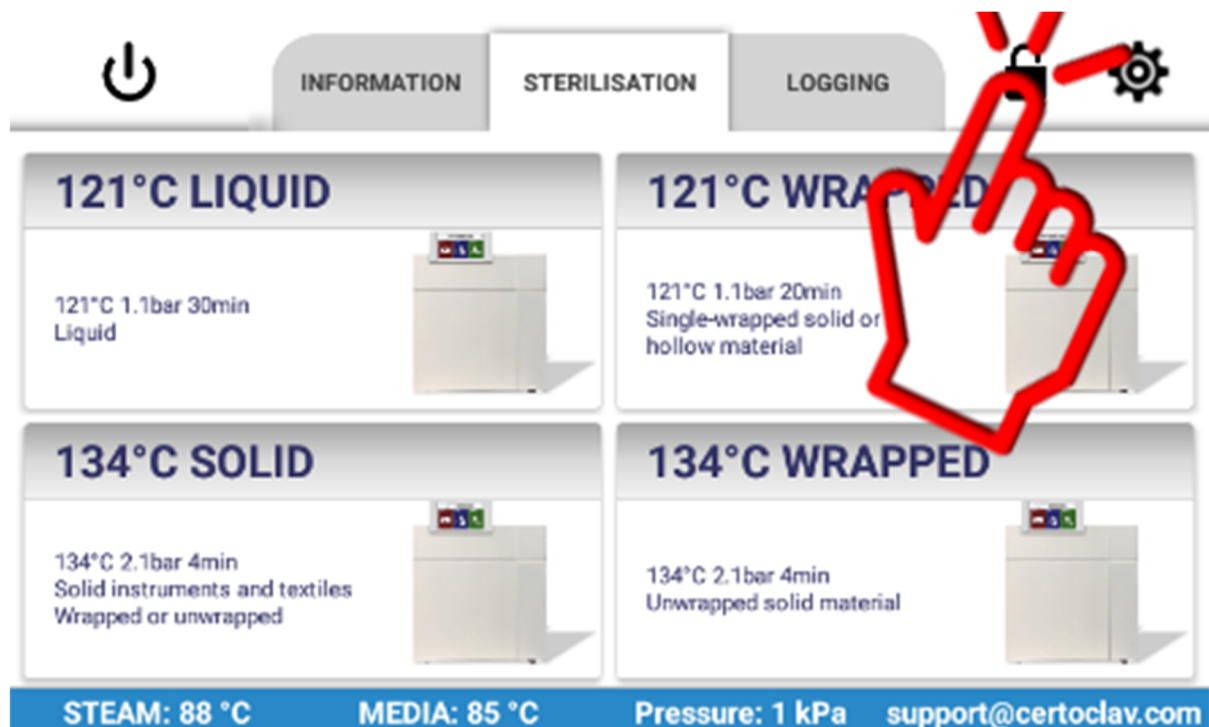 INFORMATION
STERILISATION
LOGGING
121°C LIQUID
121°C 1.1bar 30min
Liquid
121°C WRAPPED
121°C 1.1bar 20min
Single-wrapped solid or
hollow material
134°C SOLID
134°C 2.1bar 4min
Solid instruments and textiles
Wrapped or unwrapped
134°C WRAPPED
134°C 2.1bar 4min
Unwrapped solid material
STEAM: 88 °C
MEDIA: 85 °C
Pressure: 1 kPa
support@certoclav.com